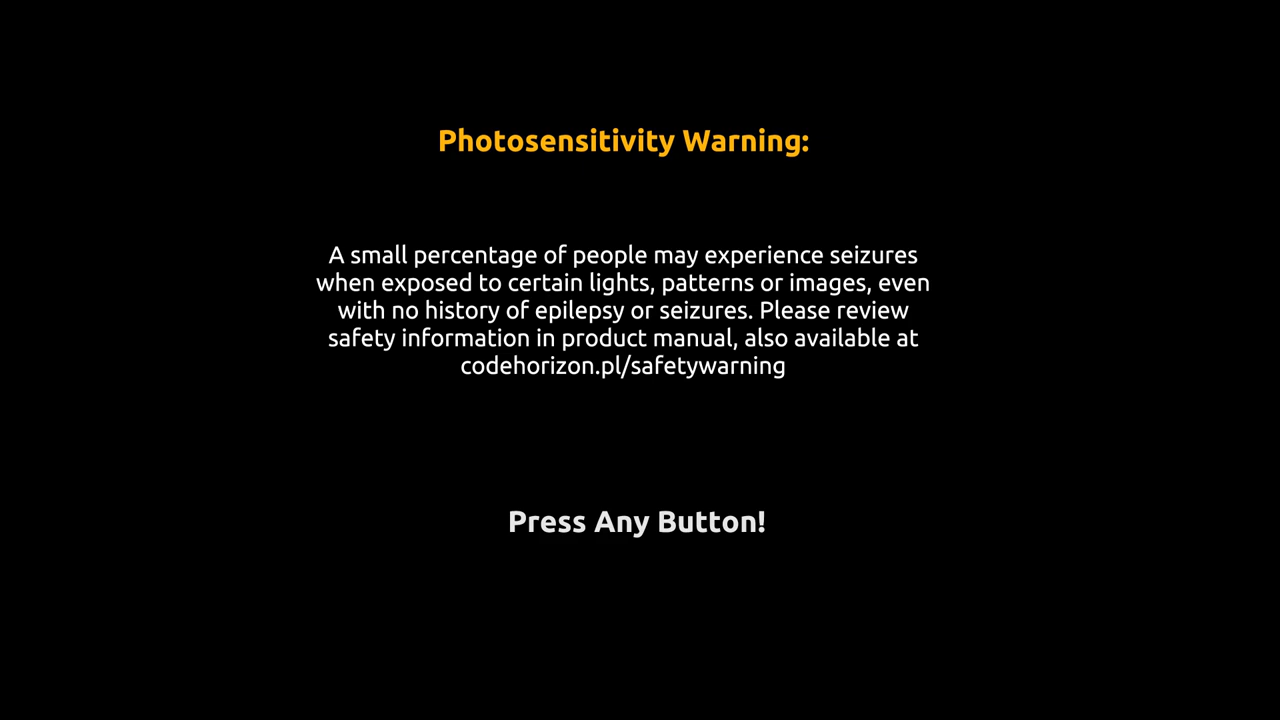 Photosensitivity Warning:
A small percentage of people may experience seizures
when exposed to certain lights, patterns or images, even
with no history of epilepsy or seizures. Please review
safety information in product manual, also available at
codehorizon.pl/safetywarning
Press Any Button!